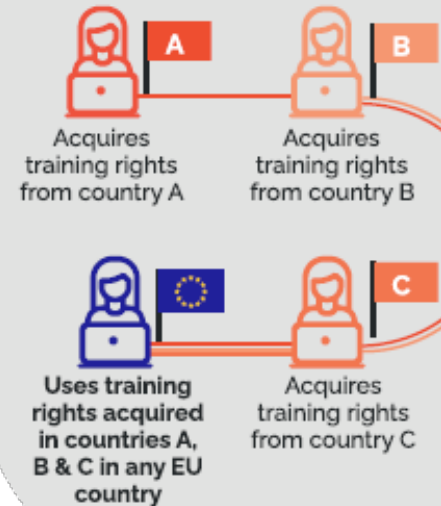 A
Acquires
training rights
from country A
B
Acquires
training rights
from country B
C
Acquires
training rights
from country C
Uses training
rights acquired
in countries A,
B & C in any EU
country